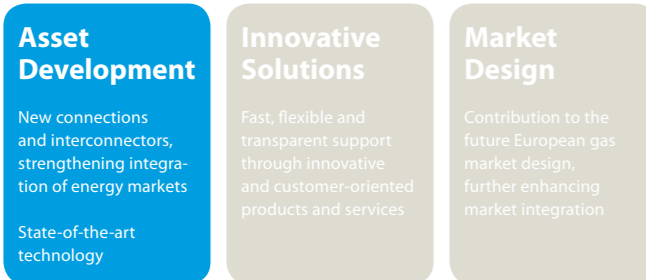 Asset
Development
New connections
and interconnectors,
strengthening integra-
tion of energy markets
State-of-the-art
technology
Innovative
Solutions
Fast, flexible and
transparent support
through innovative
and customer-oriented
products and services
Market
Design
Contribution to the
future European gas
market design,
further enhancing
market integration